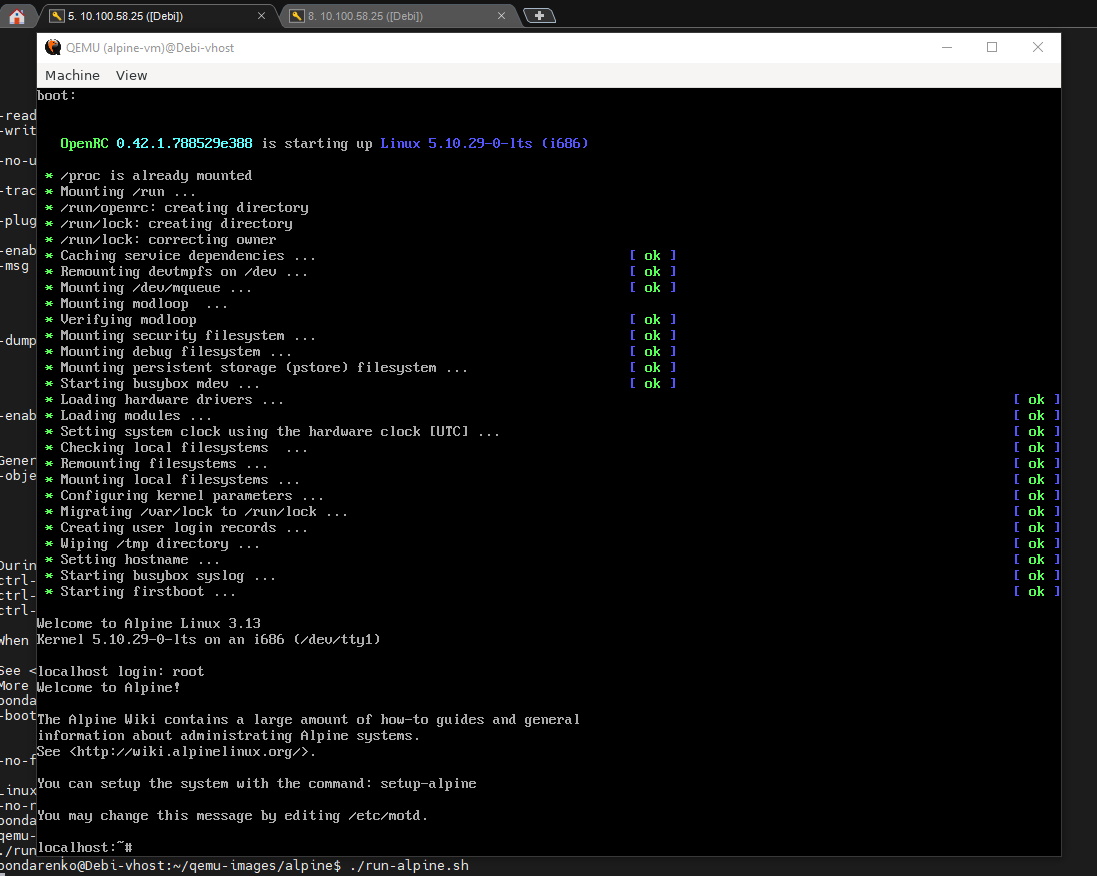 5. 10.100.58.25 ([Debi])
8. 10.100.58.25 ([Debi])
QEMU (alpine-vm)@Debi-vhost
Machine View
boot:
OpenRC 0.42.1.788529e388 is starting up Linux 5.10.29-0-lts (i686)
* /proc is already mounted
* Mounting /run ...
* /run/openrc: creating directory
* /run/lock: creating directory
* /run/lock: correcting owner
* Caching service dependencies ... [ ok ]
* Remounting devtmpfs on /dev ... [ ok ]
* Mounting /dev/mqueue ... [ ok ]
* Mounting modloop  ...
* Verifying modloop [ ok ]
* Mounting security filesystem ... [ ok ]
* Mounting debug filesystem ... [ ok ]
* Mounting persistent storage (pstore) filesystem ... [ ok ]
* Starting busybox mdev ... [ ok ]
* Loading hardware drivers ... [ ok ]
* Loading modules ... [ ok ]
* Setting system clock using the hardware clock [UTC] ... [ ok ]
* Checking local filesystems  ... [ ok ]
* Remounting filesystems ... [ ok ]
* Mounting local filesystems ... [ ok ]
* Configuring kernel parameters ... [ ok ]
* Migrating /var/lock to /run/lock ... [ ok ]
* Creating user login records ... [ ok ]
* Wiping /tmp directory ... [ ok ]
* Setting hostname ... [ ok ]
* Starting busybox syslog ... [ ok ]
* Starting firstboot ... [ ok ]
Welcome to Alpine Linux 3.13
Kernel 5.10.29-0-lts on an i686 (/dev/tty1)
localhost login: root
Welcome to Alpine!
The Alpine Wiki contains a large amount of how-to guides and general
information about administrating Alpine systems.
See <http://wiki.alpinelinux.org/>.
You can setup the system with the command: setup-alpine
You may change this message by editing /etc/motd.
localhost:~#
-read
-writ
-no-u
-trac
-plug
-enab
-msg
-dump
-enab
Gener
-obje
Durin
ctrl-
ctrl-
ctrl-
When
See <
More
bonda
-boot
-no-f
Linux
-no-r
bonda
qemu-
./run
bondarenko@Debi-vhost:~/qemu-images/alpine$ ./run-alpine.sh